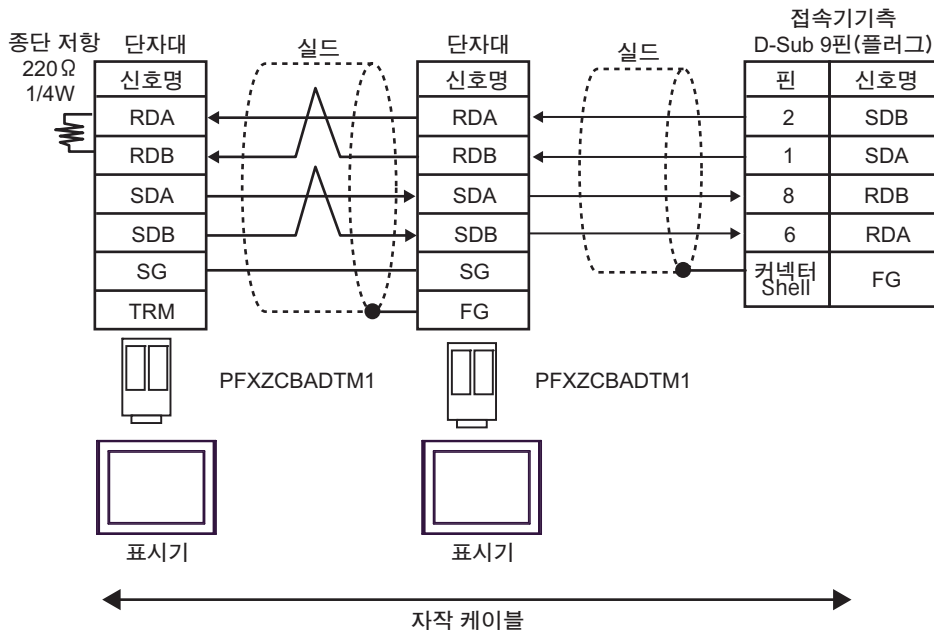 접속기기측
D-Sub 9핀(플러그)
종단 저항
220Ω
1/4W
단자대
실드
단자대
실드
신호명
신호명
핀 신호명
RDA
RDA
2 SDB
RDB
RDB
1 SDA
SDA
SDA
8 RDB
SDB
SDB
6 RDA
SG
SG
커넥터
Shell
FG
TRM
FG
PFXZCBADTM1
PFXZCBADTM1
표시기
표시기
자작 케이블